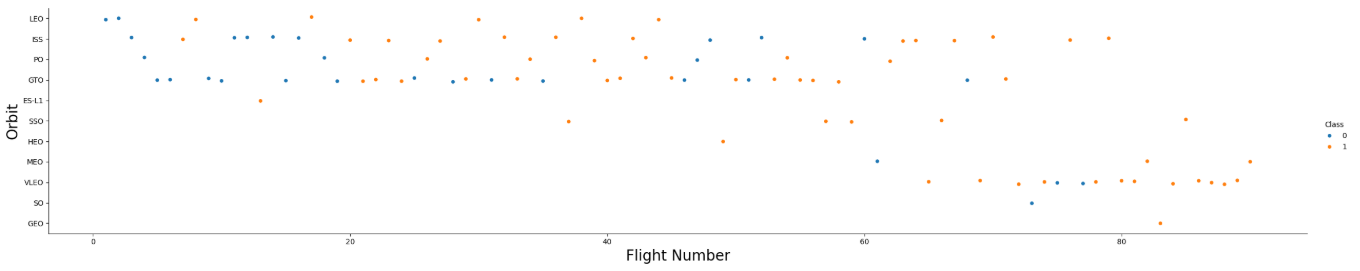 LEO
ISS
PO
GTO
ES-L1
SSO
HEO
MEO
VLEO
SO
GEO
Orbit
0 20 40 60 80
Flight Number
Class
0
1